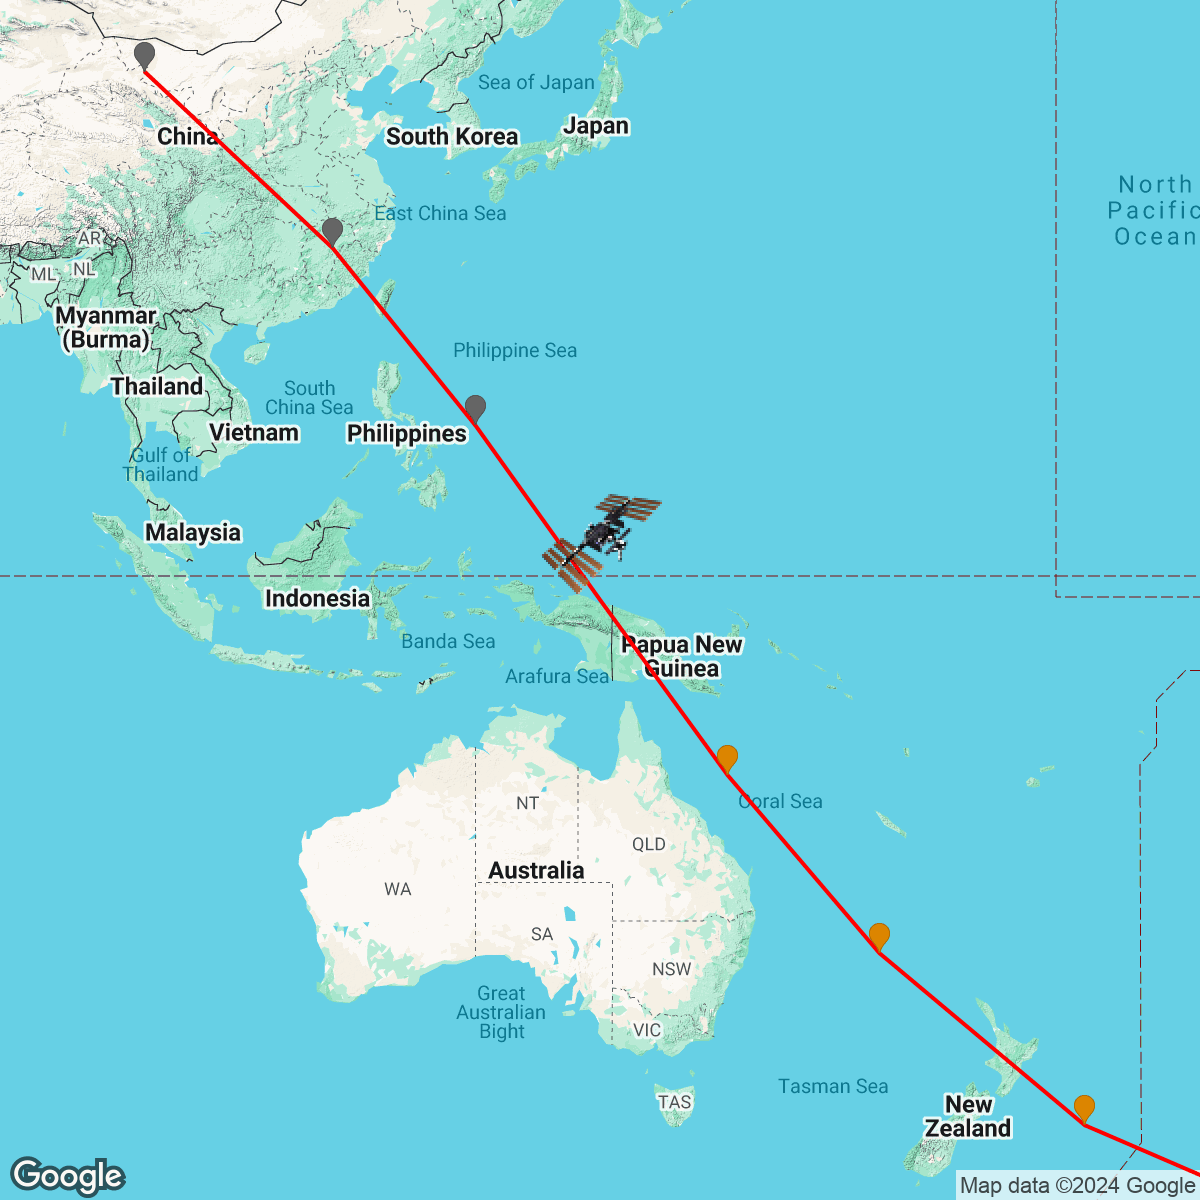 Sea of Japan
South Korea
Japan
China
North
Pacific
Ocean
East China Sea
AR
ML
NL
Myanmar
(Burma)
Philippine Sea
Thailand
South
China Sea
Vietnam
Philippines
Gulf of
Thailand
Malaysia
Indonesia
Banda Sea
Papua New
Guinea
Arafura Sea
NT
Coral Sea
QLD
Australia
WA
SA
NSW
Great
Australian
Bight
VIC
Tasman Sea
TAS
New
Zealand
Google
Map data ©2024 Google